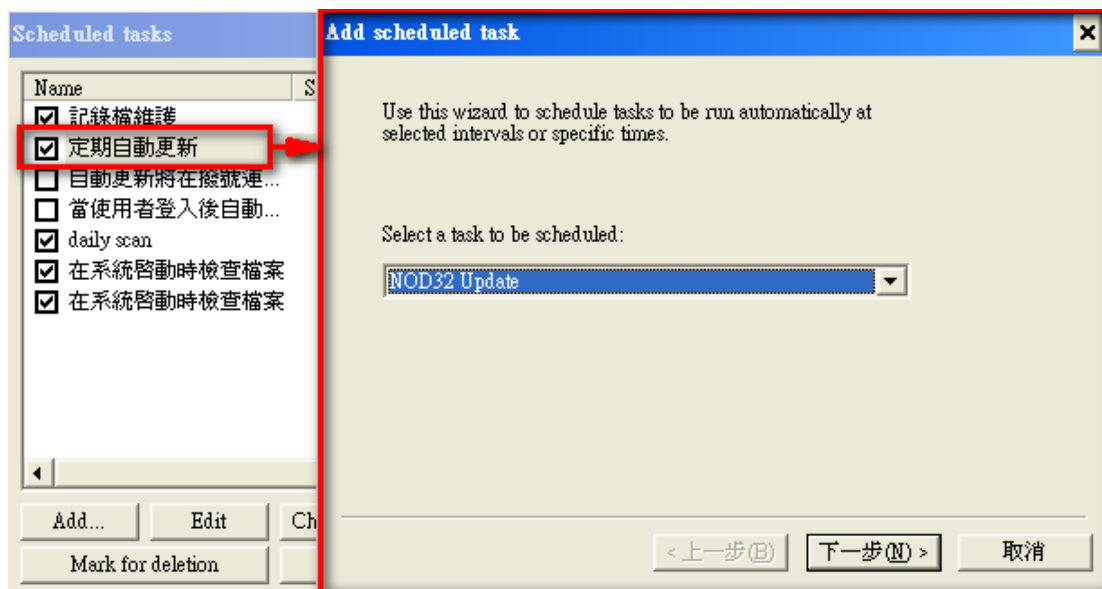 Scheduled tasks
Name S
記錄檔維護
定期自動更新
自動更新將在撥號連...
當使用者登入後自動...
daily scan
在系統啓動時檢查檔案
在系統啓動時檢查檔案
Add... Edit Ch
Mark for deletion
Add scheduled task
Use this wizard to schedule tasks to be run automatically at
selected intervals or specific times.
Select a task to be scheduled:
NOD32 Update
<上一步(B) 下一步(N) > 取消